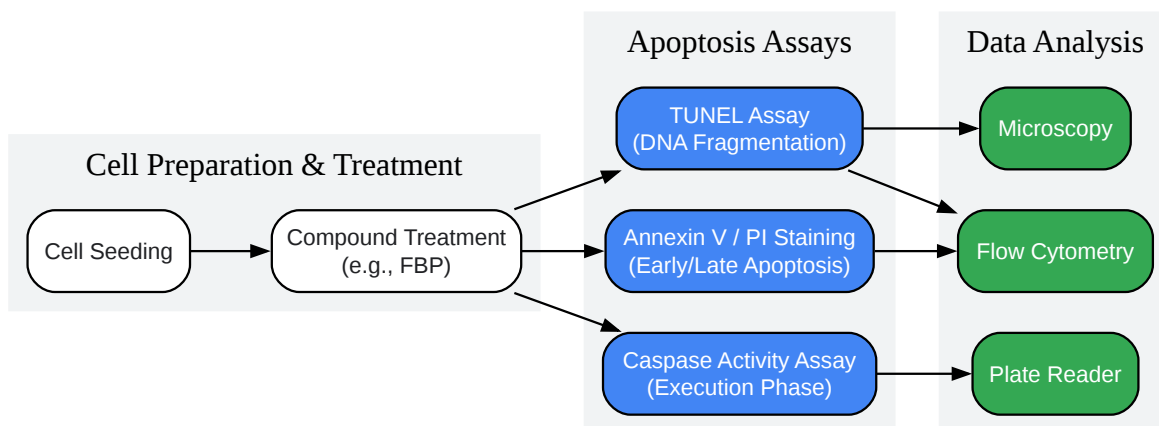 Cell Preparation & Treatment
Cell Seeding
Compound Treatment
(e.g., FBP)
Apoptosis Assays
TUNEL Assay
(DNA Fragmentation)
Annexin V / PI Staining
(Early/Late Apoptosis)
Caspase Activity Assay
(Execution Phase)
Data Analysis
Microscopy
Flow Cytometry
Plate Reader